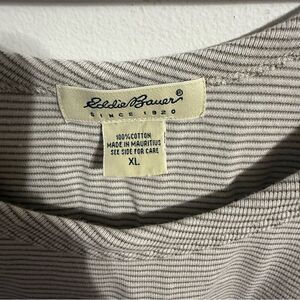 Eddie Bauer®
SINCE 1920
100% COTTON
MADE IN MAURITIUS
SEE SIDE FOR CARE
XL